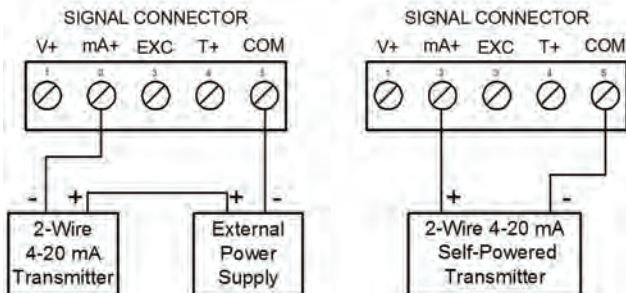 SIGNAL CONNECTOR
V+ mA+ EXC T+ COM
1 2 3 4 5
- + + -
2-Wire
4-20 mA
Transmitter
External
Power
Supply
SIGNAL CONNECTOR
V+ mA+ EXC T+ COM
1 2 3 4 5
+ -
2-Wire 4-20 mA
Self-Powered
Transmitter